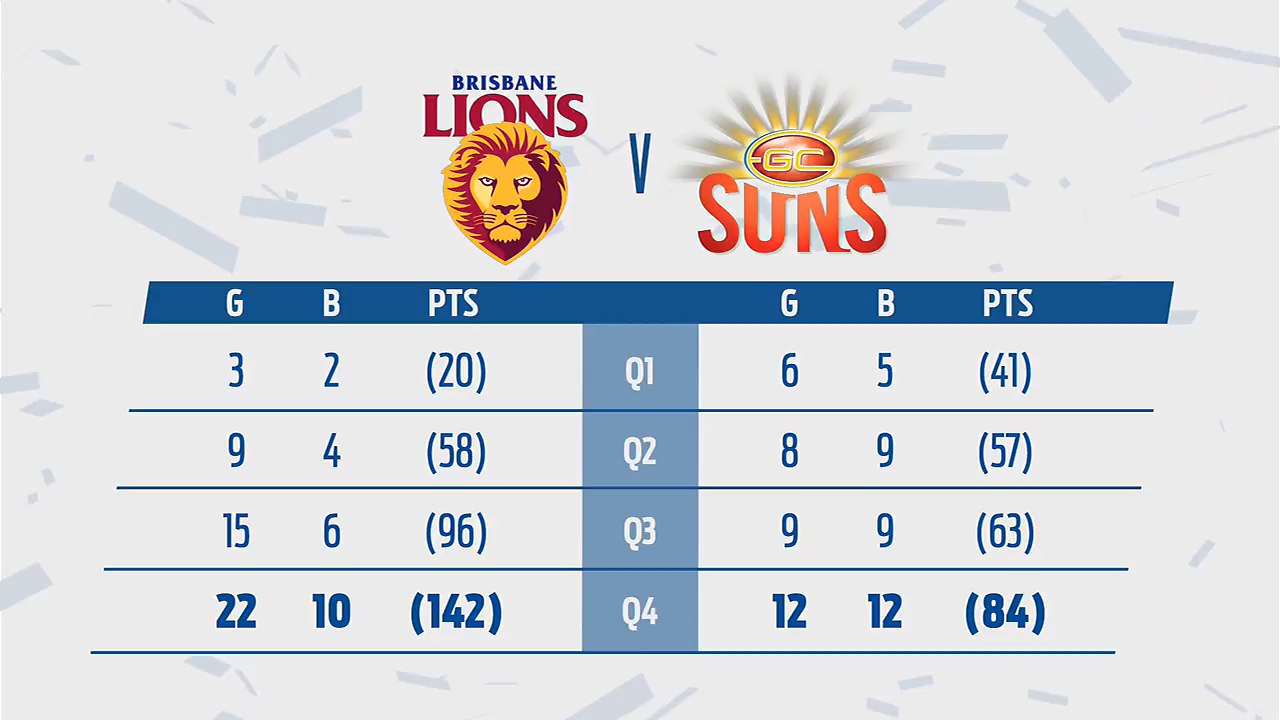 BRISBANE
LIONS
V
GC
SUNS
G B PTS G B PTS
3 2 (20) Q1 6 5 (41)
9 4 (58) Q2 8 9 (57)
15 6 (96) Q3 9 9 (63)
22 10 (142) Q4 12 12 (84)